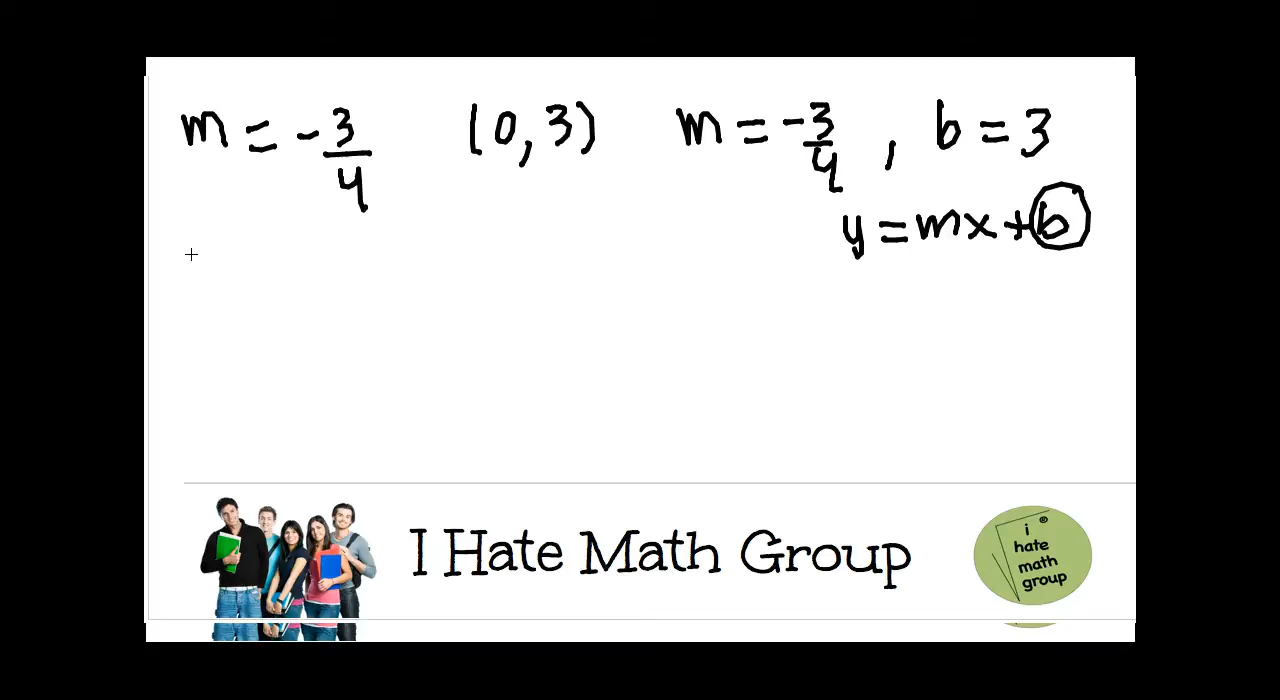 m = -3/4 (0, 3) m = -3/4 , b = 3
y = mx + b
I Hate Math Group
i ®
hate
math
group